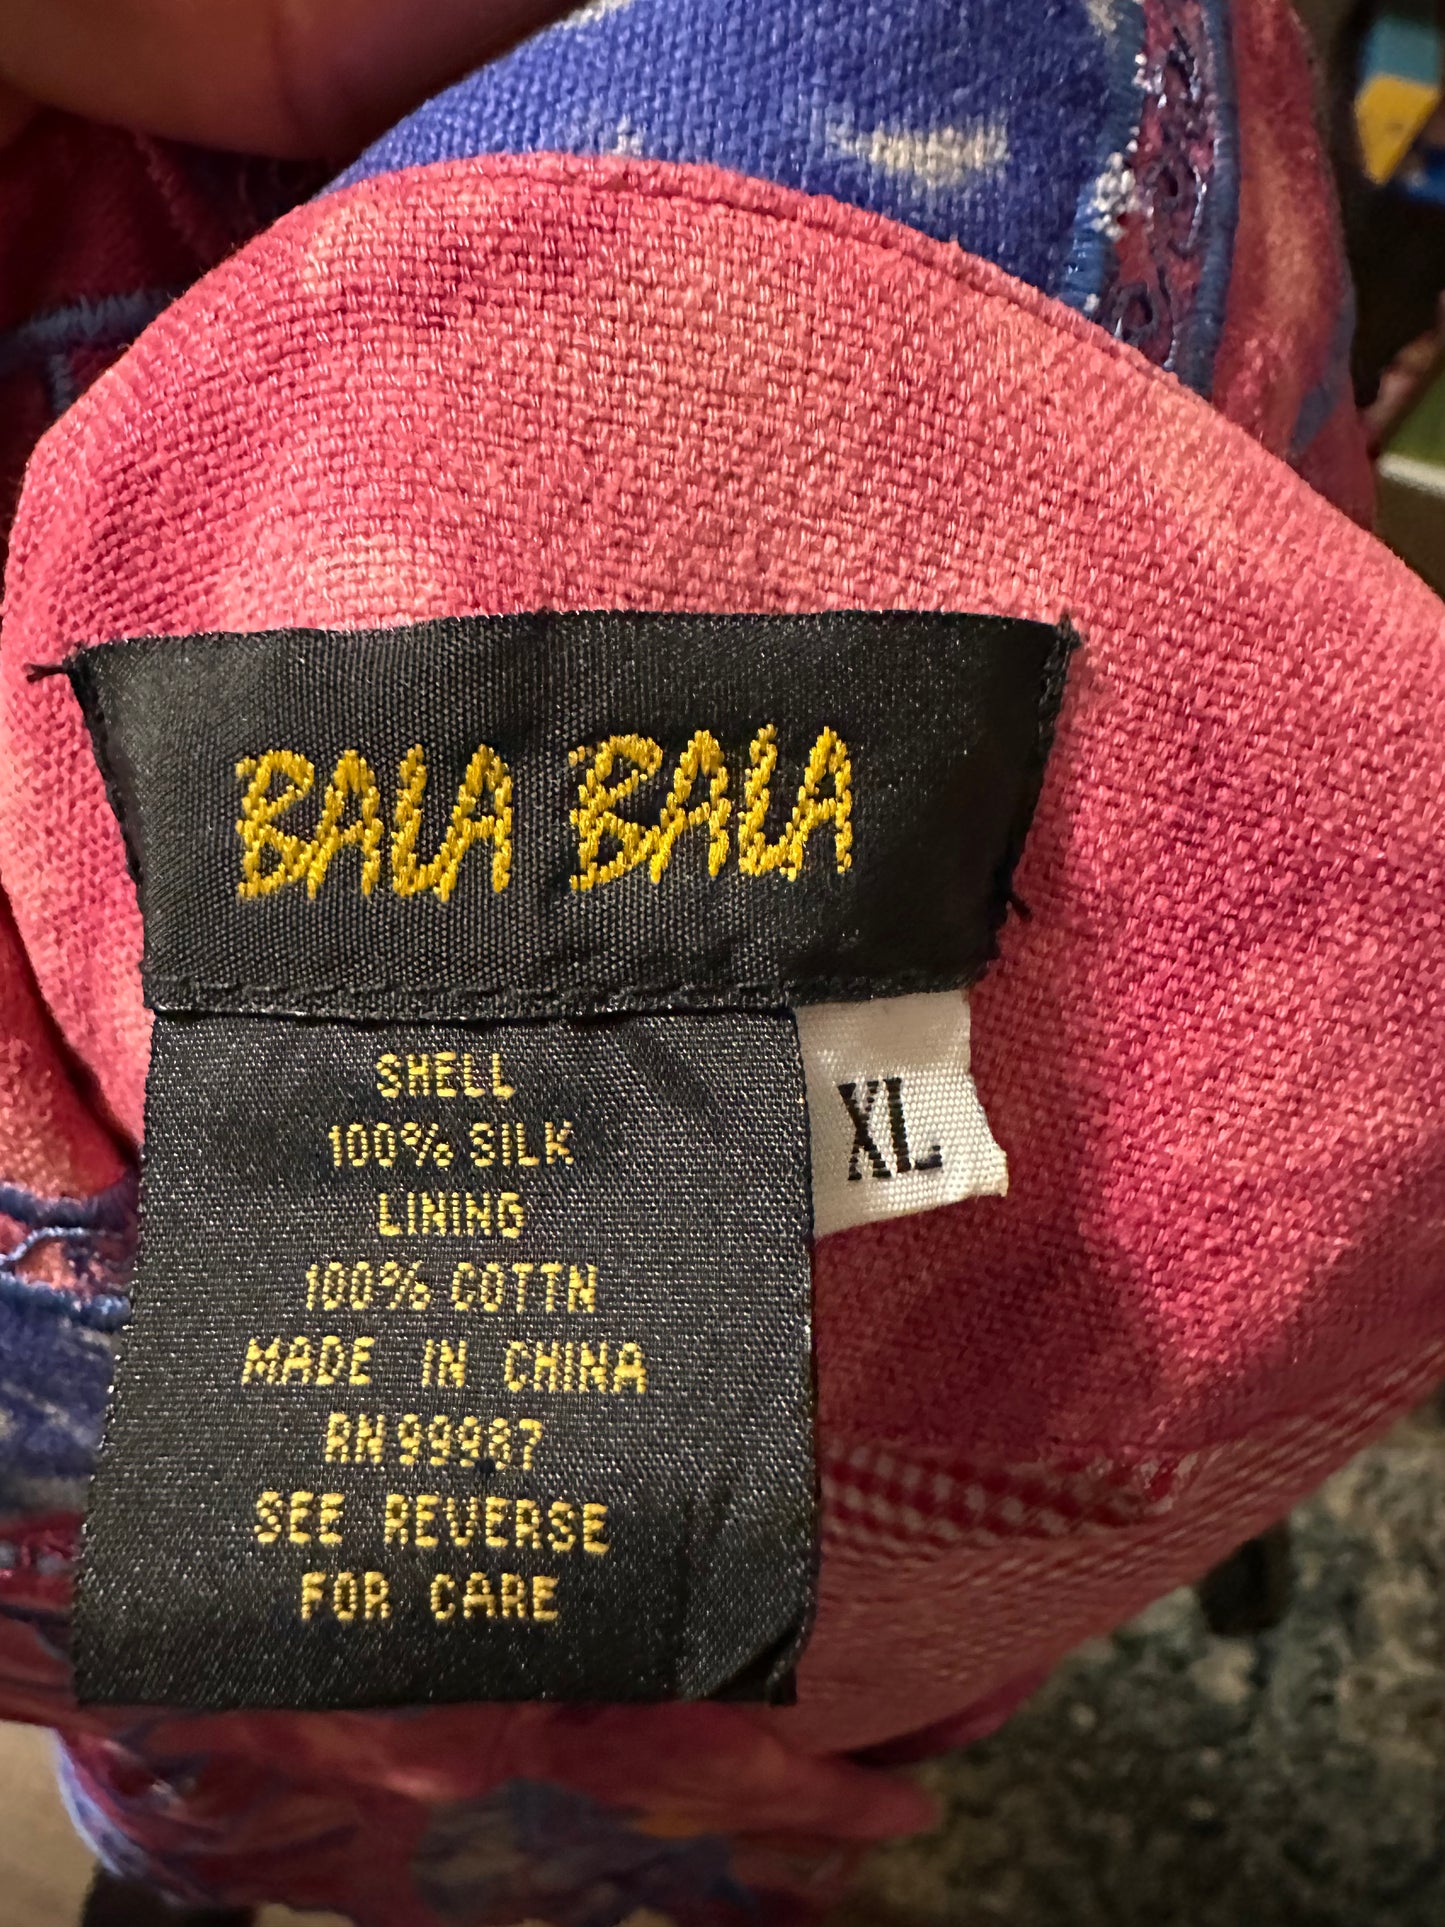 BALA BALA
XL
SHELL
100% SILK
LINING
100% COTTN
MADE IN CHINA
RN 99987
SEE REVERSE
FOR CARE